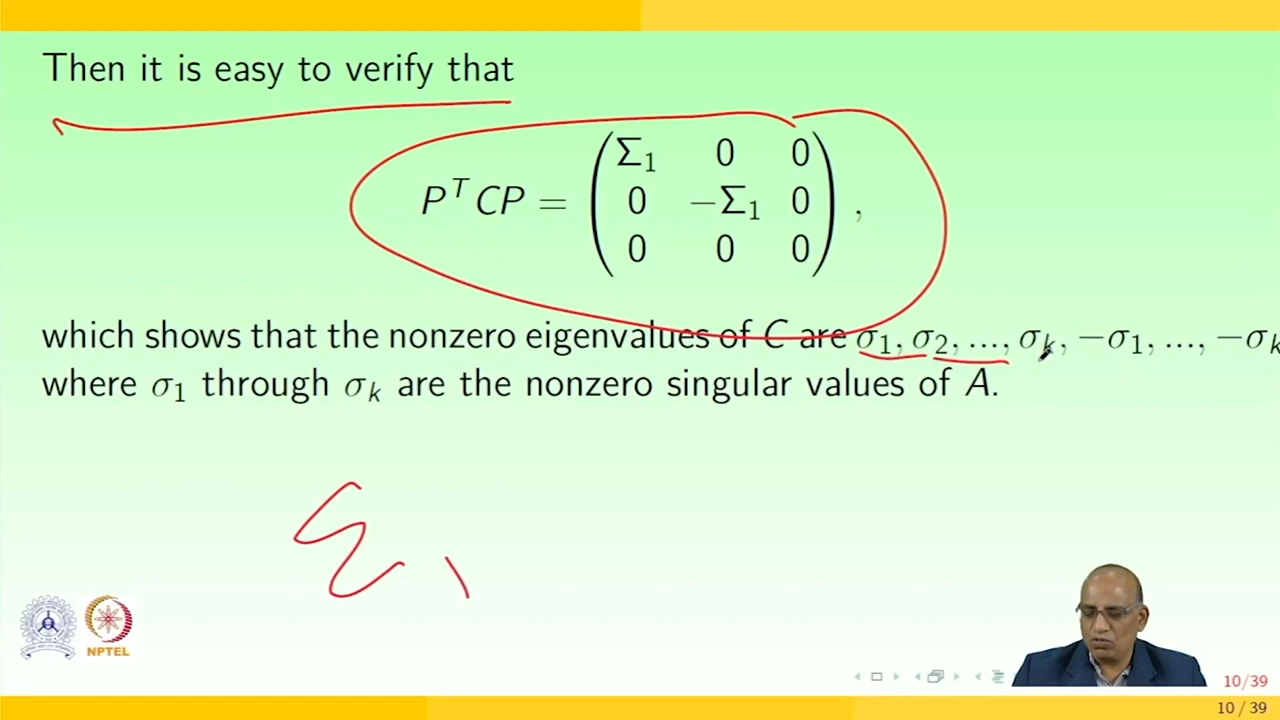 Then it is easy to verify that
P^T CP = ( Σ₁ 0 0
0 −Σ₁ 0
0 0 0 ) ,
which shows that the nonzero eigenvalues of C are σ₁, σ₂, ..., σₖ, −σ₁, ..., −σₖ
where σ₁ through σₖ are the nonzero singular values of A.
Σ₁
NPTEL
10/39
10 / 39